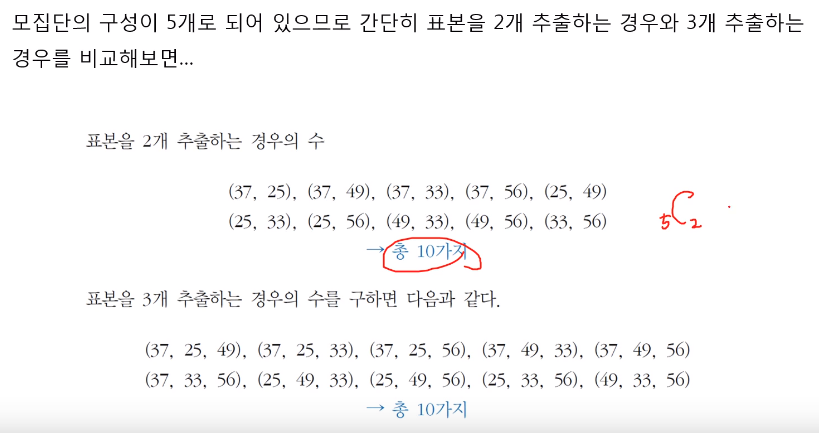 모집단의 구성이 5개로 되어 있으므로 간단히 표본을 2개 추출하는 경우와 3개 추출하는
경우를 비교해보면...
표본을 2개 추출하는 경우의 수
(37, 25), (37, 49), (37, 33), (37, 56), (25, 49)
(25, 33), (25, 56), (49, 33), (49, 56), (33, 56)
5C2
→ 총 10가지
표본을 3개 추출하는 경우의 수를 구하면 다음과 같다.
(37, 25, 49), (37, 25, 33), (37, 25, 56), (37, 49, 33), (37, 49, 56)
(37, 33, 56), (25, 49, 33), (25, 49, 56), (25, 33, 56), (49, 33, 56)
→ 총 10가지